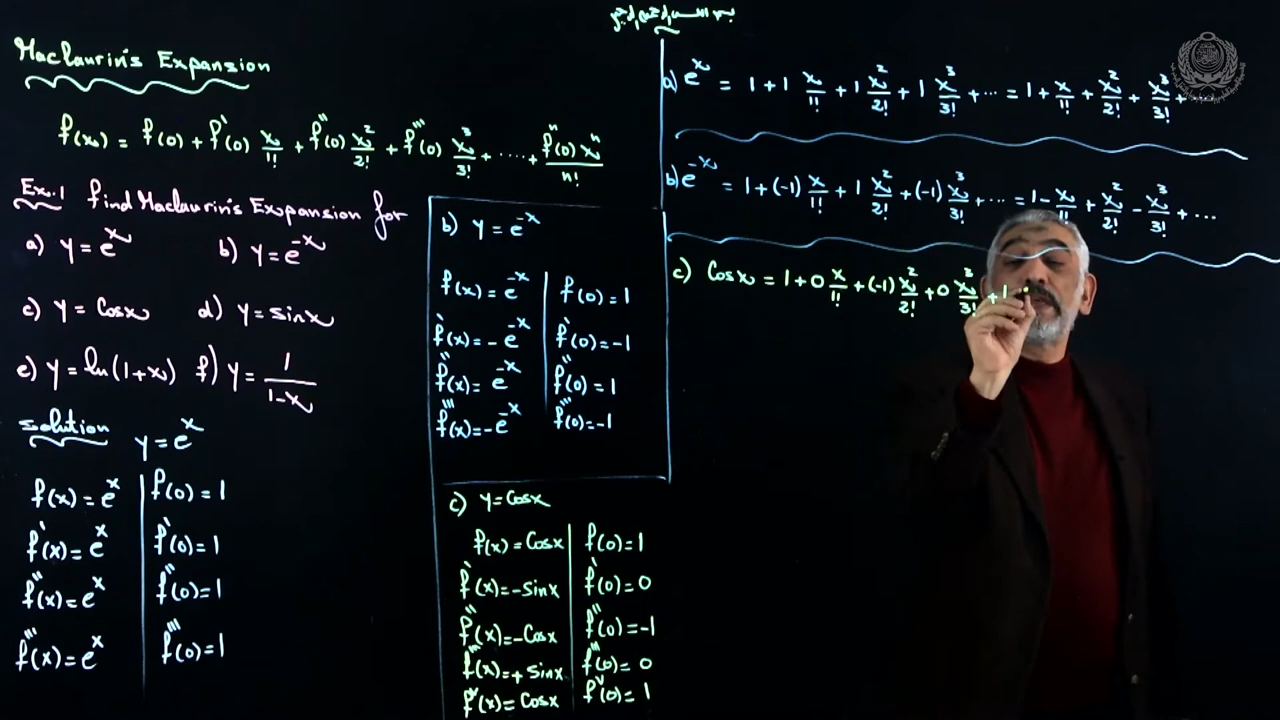 Maclaurin's Expansion
f(x) = f(0) + f'(0) x/1! + f''(0) x²/2! + f'''(0) x³/3! + ..... + fⁿ(0) xⁿ/n!
Ex.1 find Maclaurin's Expansion for
a) y = eˣ b) y = e⁻ˣ
c) y = Cosx d) y = sinx
e) y = ln(1+x) f) y = 1/1-x
solution y = eˣ
f(x) = eˣ | f(0) = 1
f'(x) = eˣ | f'(0) = 1
f''(x) = eˣ | f''(0) = 1
f'''(x) = eˣ | f'''(0) = 1
b) y = e⁻ˣ
f(x) = e⁻ˣ | f(0) = 1
f'(x) = - e⁻ˣ | f'(0) = -1
f''(x) = e⁻ˣ | f''(0) = 1
f'''(x) = - e⁻ˣ | f'''(0) = -1
c) y = Cosx
f(x) = Cosx | f(0) = 1
f'(x) = -sinx | f'(0) = 0
f''(x) = -Cosx | f''(0) = -1
f'''(x) = + sinx | f'''(0) = 0
(x) = Cosx | (0) = 1
a) eˣ = 1 + 1 x/1! + 1 x²/2! + 1 x³/3! + ... = 1 + x/1! + x²/2! + x³/3! +
b) e⁻ˣ = 1 + (-1) x/1! + 1 x²/2! + (-1) x³/3! + ... = 1 - x/1! + x²/2! - x³/3! + ...
c) Cosx = 1 + 0 x/1! + (-1) x²/2! + 0 x³/3! + 1